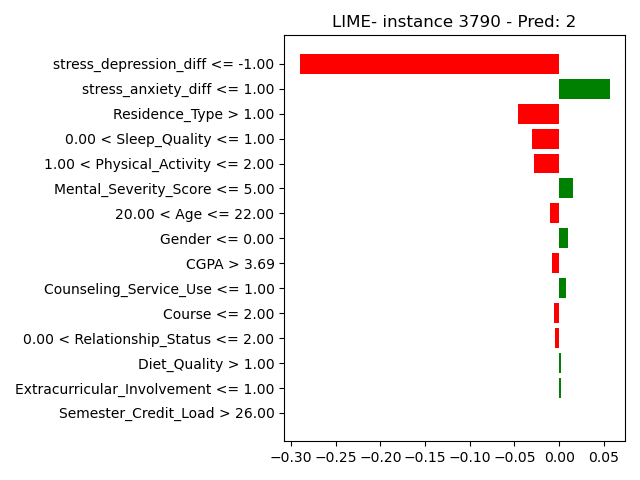 LIME- instance 3790 - Pred: 2
stress_depression_diff <= -1.00
stress_anxiety_diff <= 1.00
Residence_Type > 1.00
0.00 < Sleep_Quality <= 1.00
1.00 < Physical_Activity <= 2.00
Mental_Severity_Score <= 5.00
20.00 < Age <= 22.00
Gender <= 0.00
CGPA > 3.69
Counseling_Service_Use <= 1.00
Course <= 2.00
0.00 < Relationship_Status <= 2.00
Diet_Quality > 1.00
Extracurricular_Involvement <= 1.00
Semester_Credit_Load > 26.00
−0.30 −0.25 −0.20 −0.15 −0.10 −0.05 0.00 0.05